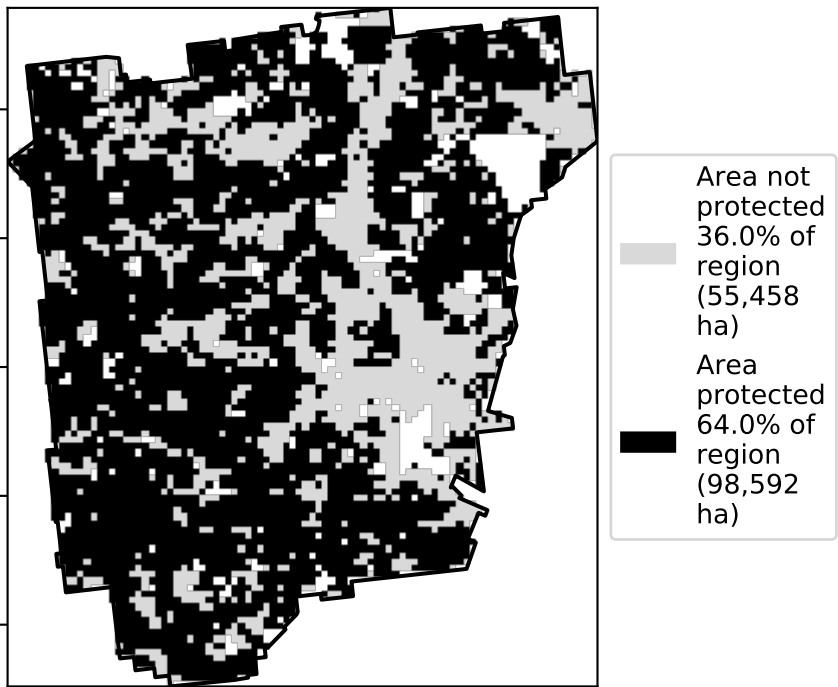 Area not
protected
36.0% of
region
(55,458
ha)
Area
protected
64.0% of
region
(98,592
ha)